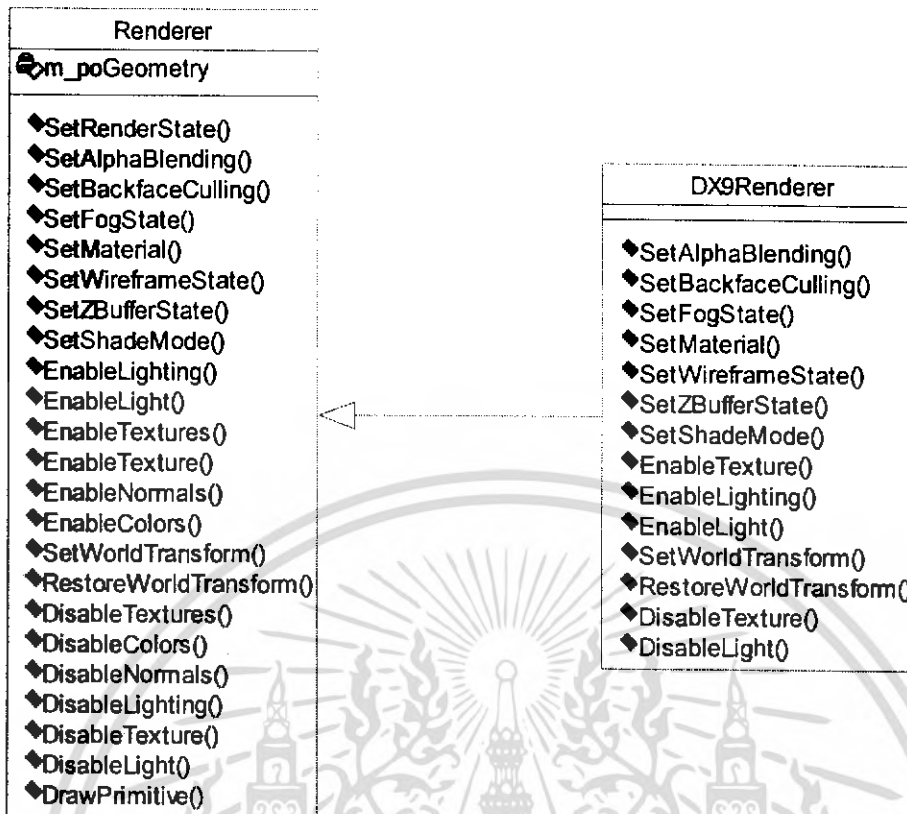 Renderer
m_poGeometry
SetRenderState()
SetAlphaBlending()
SetBackfaceCulling()
SetFogState()
SetMaterial()
SetWireframeState()
SetZBufferState()
SetShadeMode()
EnableLighting()
EnableLight()
EnableTextures()
EnableTexture()
EnableNormals()
EnableColors()
SetWorldTransform()
RestoreWorldTransform()
DisableTextures()
DisableColors()
DisableNormals()
DisableLighting()
DisableTexture()
DisableLight()
DrawPrimitive()
DX9Renderer
SetAlphaBlending()
SetBackfaceCulling()
SetFogState()
SetMaterial()
SetWireframeState()
SetZBufferState()
SetShadeMode()
EnableTexture()
EnableLighting()
EnableLight()
SetWorldTransform()
RestoreWorldTransform()
DisableTexture()
DisableLight()